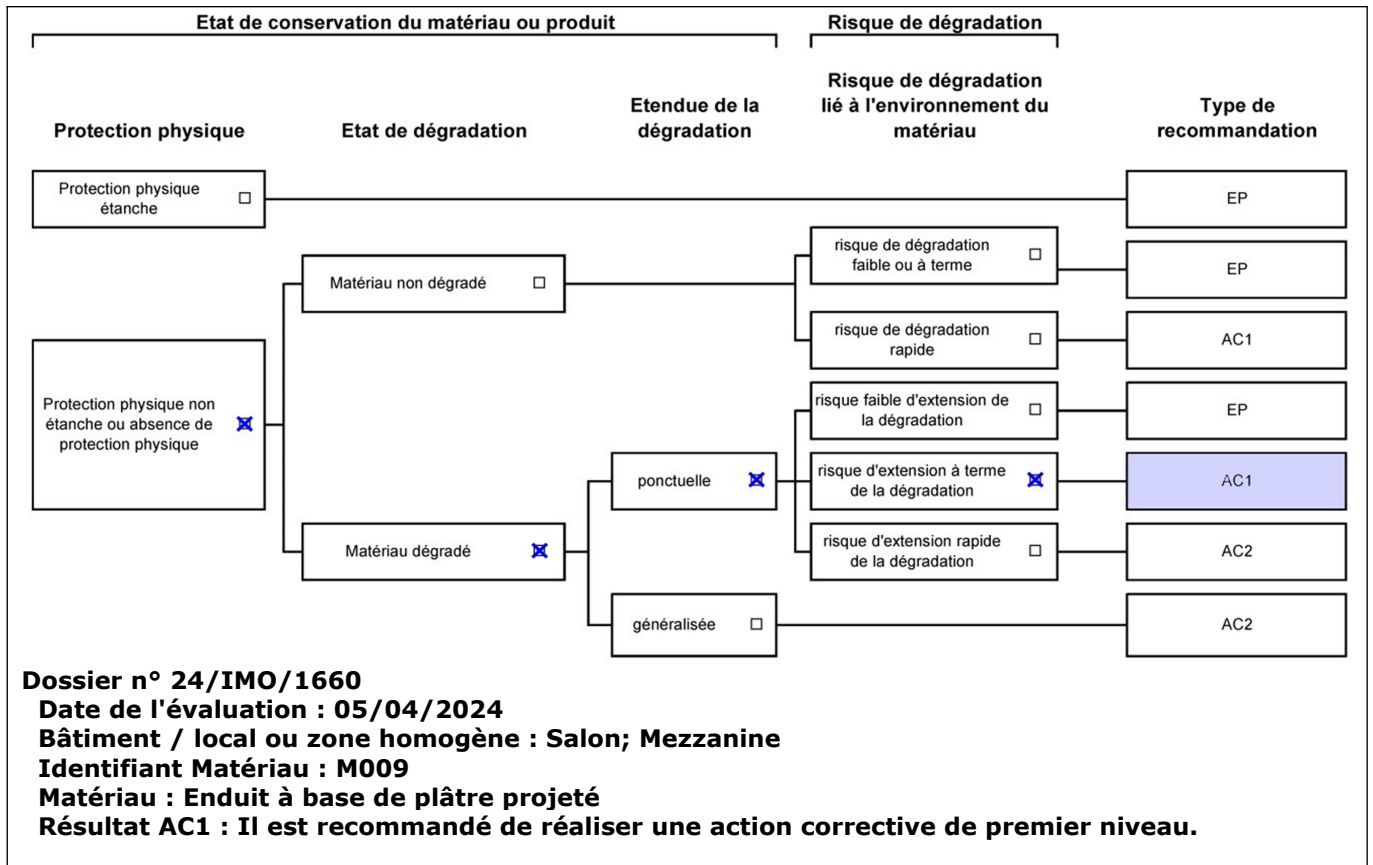 Etat de conservation du matériau ou produit
Risque de dégradation
Protection physique
Etat de dégradation
Etendue de la
dégradation
Risque de dégradation
lié à l'environnement du
matériau
Type de
recommandation
Protection physique
étanche
EP
risque de dégradation
faible ou à terme
EP
Matériau non dégradé
risque de dégradation
rapide
AC1
Protection physique non
étanche ou absence de
protection physique
risque faible d'extension de
la dégradation
EP
ponctuelle
risque d'extension à terme
de la dégradation
AC1
Matériau dégradé
risque d'extension rapide
de la dégradation
AC2
généralisée
AC2
Dossier n° 24/IMO/1660
Date de l'évaluation : 05/04/2024
Bâtiment / local ou zone homogène : Salon; Mezzanine
Identifiant Matériau : M009
Matériau : Enduit à base de plâtre projeté
Résultat AC1 : Il est recommandé de réaliser une action corrective de premier niveau.